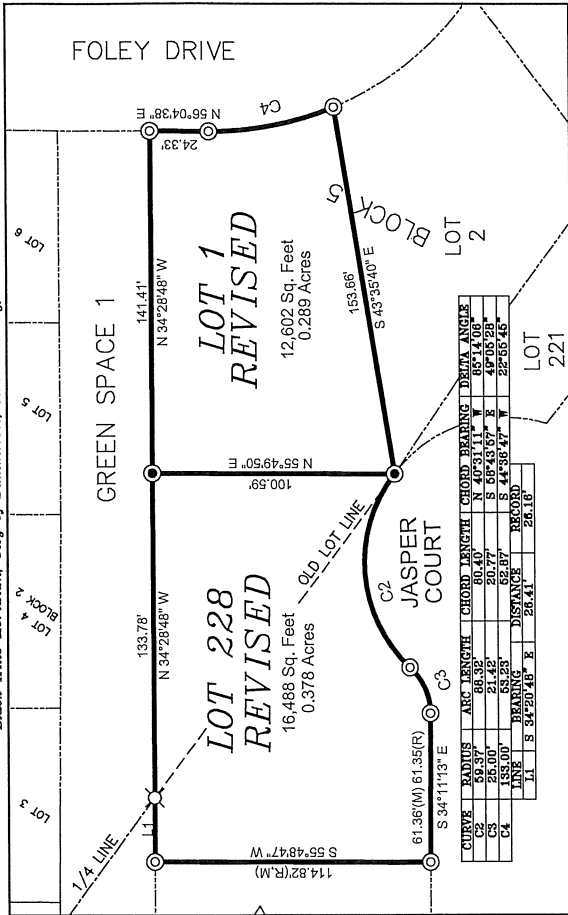 FOLEY DRIVE
LOT 6
LOT 5
LOT 4
BLOCK 2
LOT 3
GREEN SPACE 1
N 56°04'38" E
24.33'
C4
141.41'
N 34°28'48" W
LOT 1
REVISED
12,602 Sq. Feet
0.289 Acres
C5
153.66'
S 43°35'40" E
BLOCK
LOT
2
LOT
221
N 55°49'50" E
100.59'
133.78'
N 34°28'48" W
OLD LOT LINE
LOT 228
REVISED
16,488 Sq. Feet
0.378 Acres
C2
JASPER
COURT
C3
L1
1/4 LINE
S 55°48'47" W
114.82'(R,M)
61.36'(M) 61.35(R)
S 34°11'13" E
CURVE RADIUS ARC LENGTH CHORD LENGTH CHORD BEARING DELTA ANGLE
C2 59.37' 88.32' 80.40' N 40°31'11" W 85°14'06"
C3 25.00' 21.42' 20.77' S 58°43'57" E 49°05'28"
C4 133.00' 53.23' 52.87' S 44°36'47" W 22°55'45"
LINE BEARING DISTANCE RECORD
L1 S 34°20'48" E 26.41' 26.16'